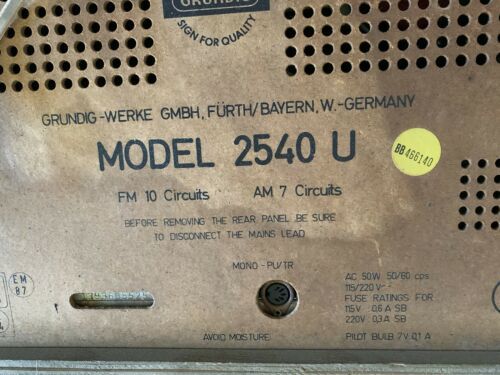 GRUNDIG
SIGN FOR QUALITY
GRUNDIG-WERKE GMBH, FÜRTH/BAYERN, W.-GERMANY
MODEL 2540 U
BB466140
FM 10 Circuits AM 7 Circuits
BEFORE REMOVING THE REAR PANEL BE SURE
TO DISCONNECT THE MAINS LEAD
MONO-PU/TR
EM
87
AC 50W 50/60 cps
115/220 V
FUSE RATINGS FOR
115V 0,6 A SB
220V 0,3A SB
AVOID MOISTURE
PILOT BULB 7V 0,1 A